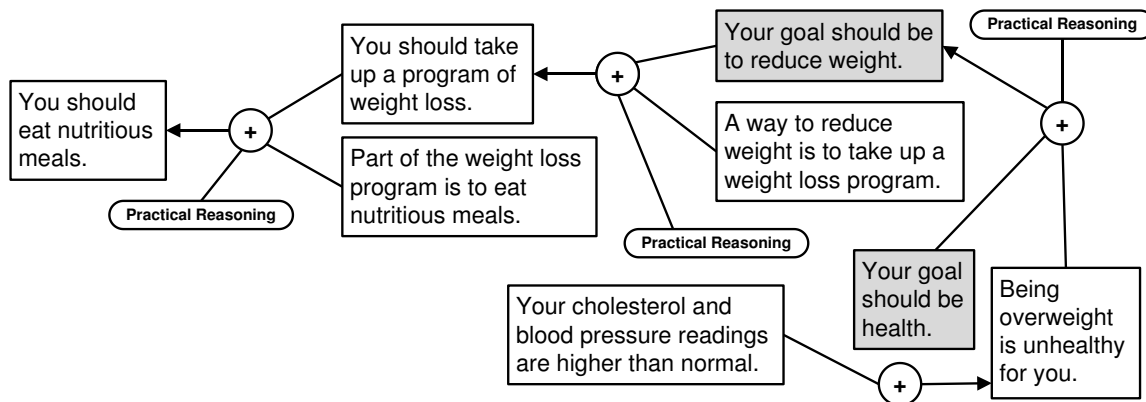 You should
eat nutritious
meals.
You should take
up a program of
weight loss.
Part of the weight loss
program is to eat
nutritious meals.
+
Practical Reasoning
Your goal should be
to reduce weight.
A way to reduce
weight is to take up a
weight loss program.
+
Practical Reasoning
Practical Reasoning
+
Your goal
should be
health.
Being
overweight
is unhealthy
for you.
Your cholesterol and
blood pressure readings
are higher than normal.
+